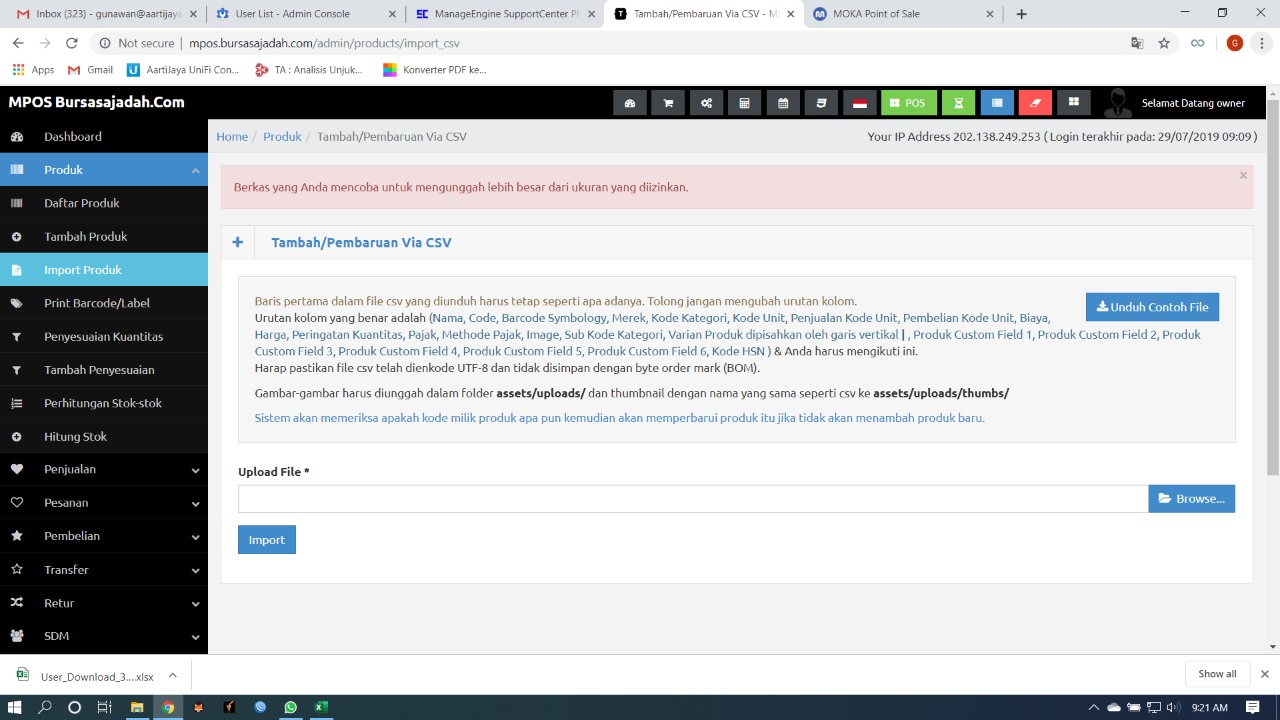 Inbox (323) - gunawan@aartijaya
User List - Admin Console
ManageEngine SupportCenter Pl
Tambah/Pembaruan Via CSV - M
MOKA Point of Sale
Not secure | mpos.bursasajadah.com/admin/products/import_csv
G
Apps
Gmail
AartiJaya UniFi Con...
TA : Analisis Unjuk...
Konverter PDF ke...
MPOS Bursasajadah.Com
POS
Selamat Datang owner
Home / Produk / Tambah/Pembaruan Via CSV
Your IP Address 202.138.249.253 ( Login terakhir pada: 29/07/2019 09:09 )
Dashboard
Produk
Daftar Produk
Tambah Produk
Import Produk
Print Barcode/Label
Penyesuaian Kuantitas
Tambah Penyesuaian
Perhitungan Stok-stok
Hitung Stok
Penjualan
Pesanan
Pembelian
Transfer
Retur
SDM
Berkas yang Anda mencoba untuk mengunggah lebih besar dari ukuran yang diizinkan.
×
Tambah/Pembaruan Via CSV
Unduh Contoh File
Baris pertama dalam file csv yang diunduh harus tetap seperti apa adanya. Tolong jangan mengubah urutan kolom.
Urutan kolom yang benar adalah (Nama, Code, Barcode Symbology, Merek, Kode Kategori, Kode Unit, Penjualan Kode Unit, Pembelian Kode Unit, Biaya,
Harga, Peringatan Kuantitas, Pajak, Methode Pajak, Image, Sub Kode Kategori, Varian Produk dipisahkan oleh garis vertikal | , Produk Custom Field 1, Produk Custom Field 2, Produk
Custom Field 3, Produk Custom Field 4, Produk Custom Field 5, Produk Custom Field 6, Kode HSN ) & Anda harus mengikuti ini.
Harap pastikan file csv telah dienkode UTF-8 dan tidak disimpan dengan byte order mark (BOM).
Gambar-gambar harus diunggah dalam folder assets/uploads/ dan thumbnail dengan nama yang sama seperti csv ke assets/uploads/thumbs/
Sistem akan memeriksa apakah kode milik produk apa pun kemudian akan memperbarui produk itu jika tidak akan menambah produk baru.
Upload File *
Browse...
Import
User_Download_3....xlsx
Show all
9:21 AM